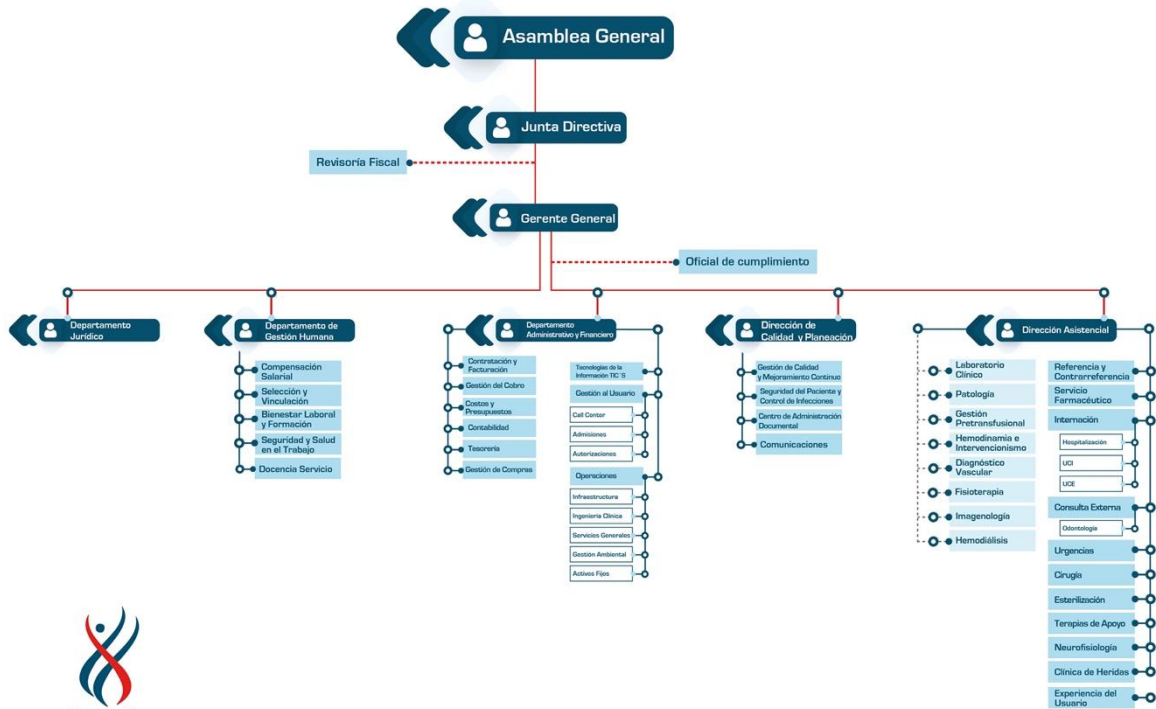 Asamblea General
Junta Directiva
Revisoría Fiscal
Gerente General
Oficial de cumplimiento
Departamento
Jurídico
Departamento de
Gestión Humana
Compensación
Salarial
Selección y
Vinculación
Bienestar Laboral
y Formación
Seguridad y Salud
en el Trabajo
Docencia Servicio
Departamento
Administrativo y Financiero
Contratación y
Facturación
Gestión del Cobro
Costos y
Presupuestos
Contabilidad
Tesorería
Gestión de Compras
Tecnologías de la
Información TIC´S
Gestión al Usuario
Call Center
Admisiones
Autorizaciones
Operaciones
Infraestructura
Ingeniería Clínica
Servicios Generales
Gestión Ambiental
Activos Fijos
Dirección de
Calidad y Planeación
Gestión de Calidad
y Mejoramiento Continuo
Seguridad del Paciente y
Control de Infecciones
Centro de Administración
Documental
Comunicaciones
Dirección Asistencial
Laboratorio
Clínico
Patología
Gestión
Pretransfusional
Hemodinamia e
Intervencionismo
Diagnóstico
Vascular
Fisioterapia
Imagenología
Hemodiálisis
Referencia y
Contrarreferencia
Servicio
Farmacéutico
Internación
Hospitalización
UCI
UCE
Consulta Externa
Odontología
Urgencias
Cirugía
Esterilización
Terapias de Apoyo
Neurofisiología
Clínica de Heridas
Experiencia del
Usuario